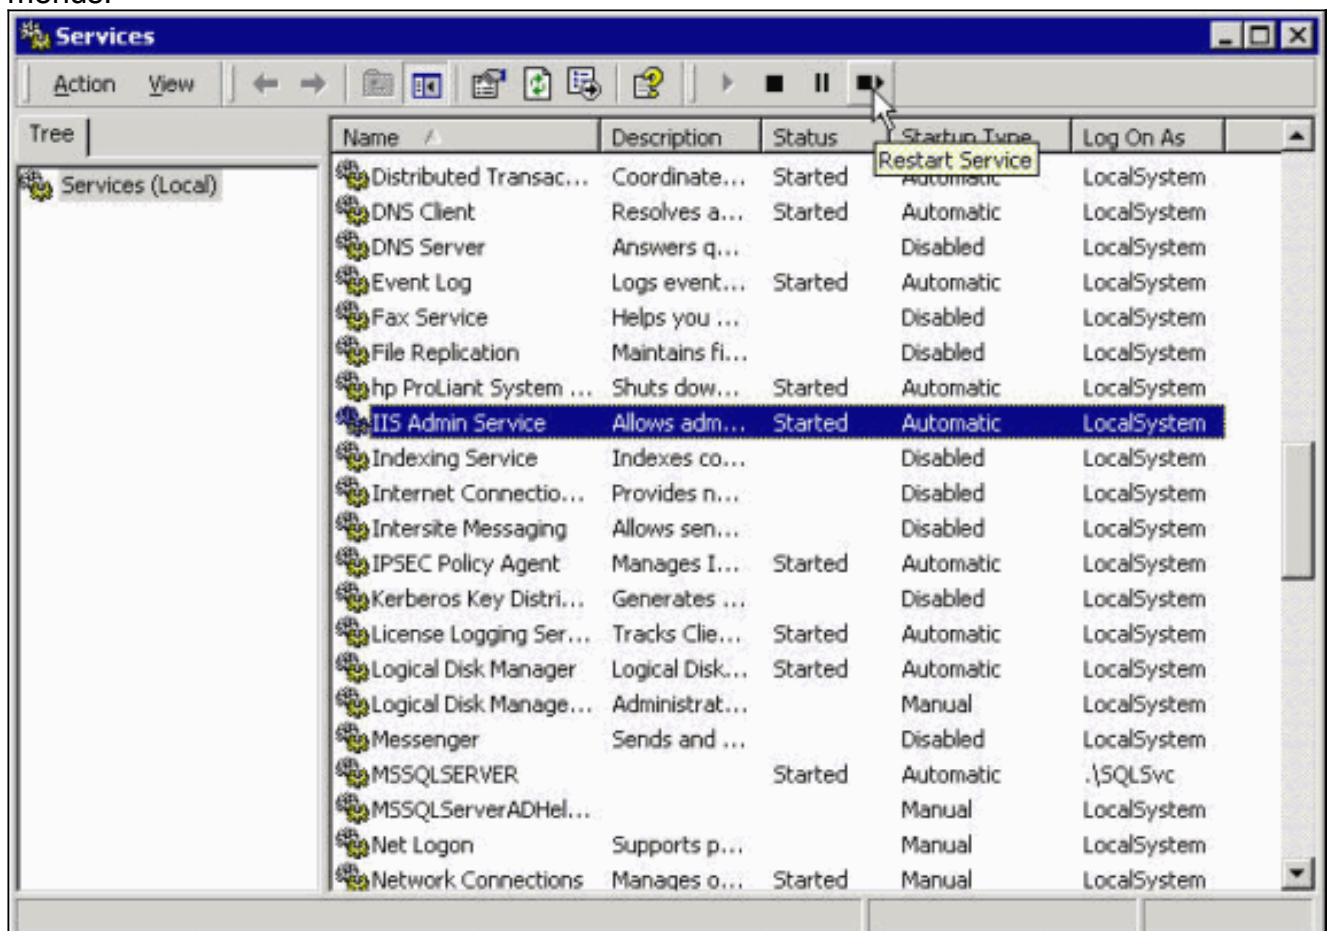 menus.
Services
Action View
Tree
Name Description Status Startup Type Log On As
Restart Service
Services (Local)
Distributed Transac... Coordinate... Started Automatic LocalSystem
DNS Client Resolves a... Started Automatic LocalSystem
DNS Server Answers q... Disabled LocalSystem
Event Log Logs event... Started Automatic LocalSystem
Fax Service Helps you ... Disabled LocalSystem
File Replication Maintains fi... Disabled LocalSystem
hp ProLiant System ... Shuts dow... Started Automatic LocalSystem
IIS Admin Service Allows adm... Started Automatic LocalSystem
Indexing Service Indexes co... Disabled LocalSystem
Internet Connectio... Provides n... Disabled LocalSystem
Intersite Messaging Allows sen... Disabled LocalSystem
IPSEC Policy Agent Manages I... Started Automatic LocalSystem
Kerberos Key Distri... Generates ... Disabled LocalSystem
License Logging Ser... Tracks Clie... Started Automatic LocalSystem
Logical Disk Manager Logical Disk... Started Automatic LocalSystem
Logical Disk Manage... Administrat... Manual LocalSystem
Messenger Sends and ... Disabled LocalSystem
MSSQLSERVER Started Automatic .\SQLSvc
MSSQLServerADHel... Manual LocalSystem
Net Logon Supports p... Manual LocalSystem
Network Connections Manages o... Started Manual LocalSystem